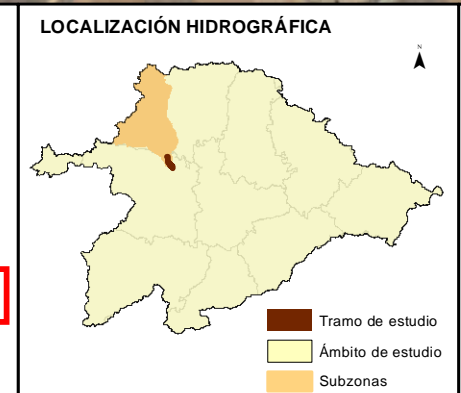 LOCALIZACIÓN HIDROGRÁFICA
N
Tramo de estudio
Ámbito de estudio
Subzonas